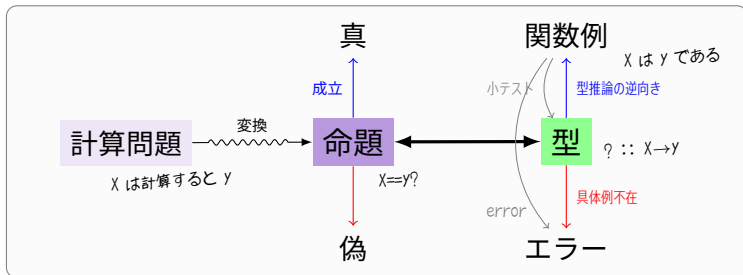 真
関数例
x は y である
成立
小テスト
型推論の逆向き
計算問題
変換
命題
型
? :: x→y
x は計算すると y
x==y?
具体例不在
error
偽
エラー